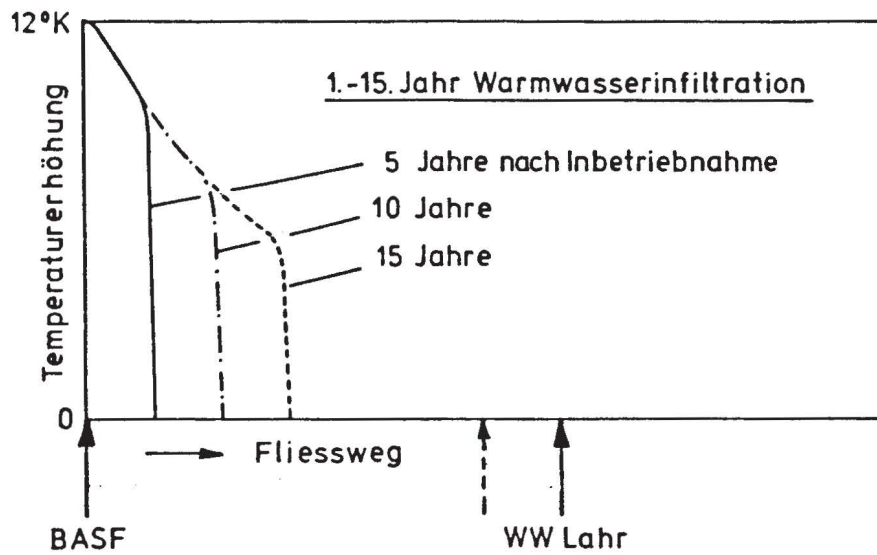 12°K
1.-15. Jahr Warmwasserinfiltration
5 Jahre nach Inbetriebnahme
10 Jahre
15 Jahre
Temperaturerhöhung
0
Fliessweg
BASF
WW Lahr